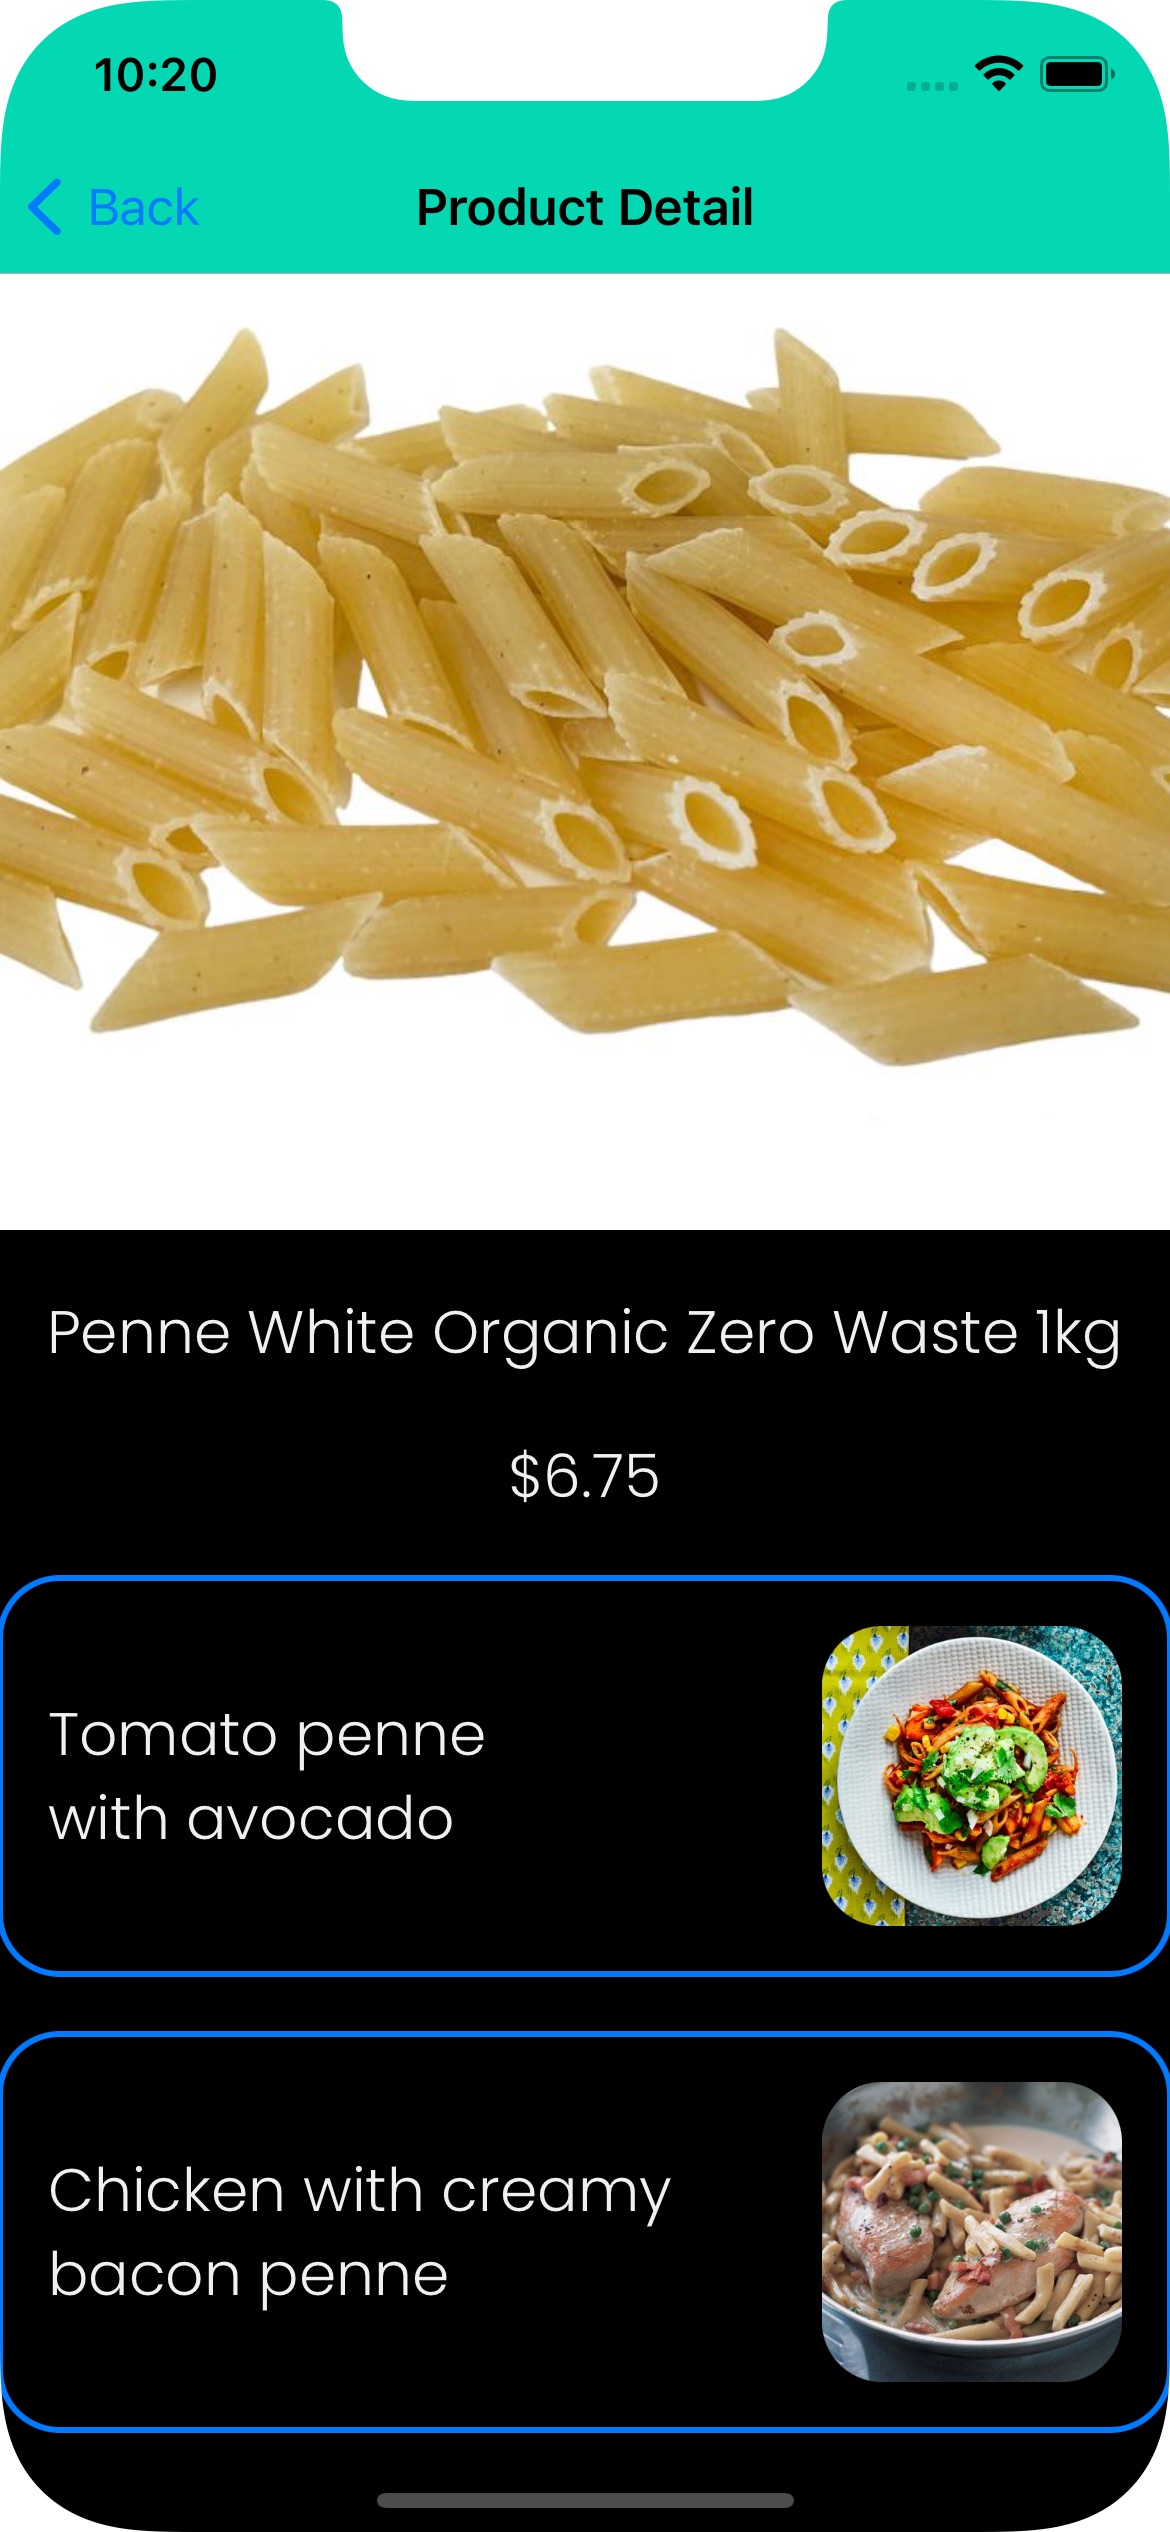 10:20
Back
Product Detail
Penne White Organic Zero Waste 1kg
$6.75
Tomato penne
with avocado
Chicken with creamy
bacon penne